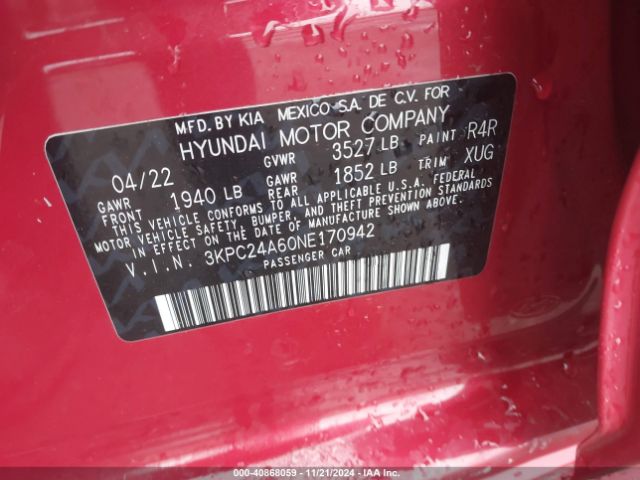 MFD. BY KIA MEXICO S.A. DE C.V. FOR
HYUNDAI MOTOR COMPANY
04/22 GVWR 3527 LB PAINT R4R
GAWR FRONT 1940 LB GAWR REAR 1852 LB TRIM XUG
THIS VEHICLE CONFORMS TO ALL APPLICABLE U.S.A. FEDERAL
MOTOR VEHICLE SAFETY, BUMPER, AND THEFT PREVENTION STANDARDS
IN EFFECT ON THE DATE OF MANUFACTURE SHOWN ABOVE.
V.I.N. 3KPC24A60NE170942
PASSENGER CAR
000-40868059 - 11/21/2024 - IAA Inc.